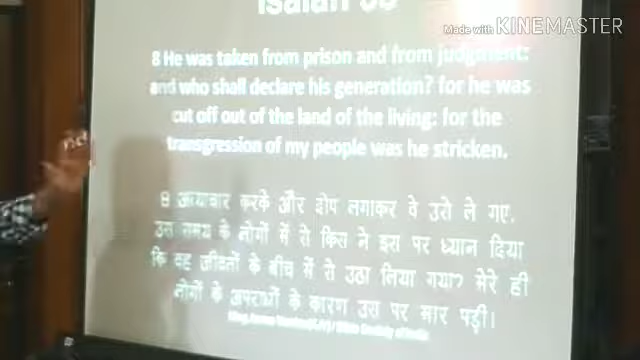 Isaiah 53
Made with KINEMASTER
8 He was taken from prison and from judgment:
and who shall declare his generation? for he was
cut off out of the land of the living: for the
transgression of my people was he stricken.
8 अत्याचार करके और दोष लगाकर वे उसे ले गए,
उस समय के लोगों में से किस ने इस पर ध्यान दिया
कि वह जीवतों के बीच में से उठा लिया गया? मेरे ही
लोगों के अपराधों के कारण उस पर मार पड़ी।